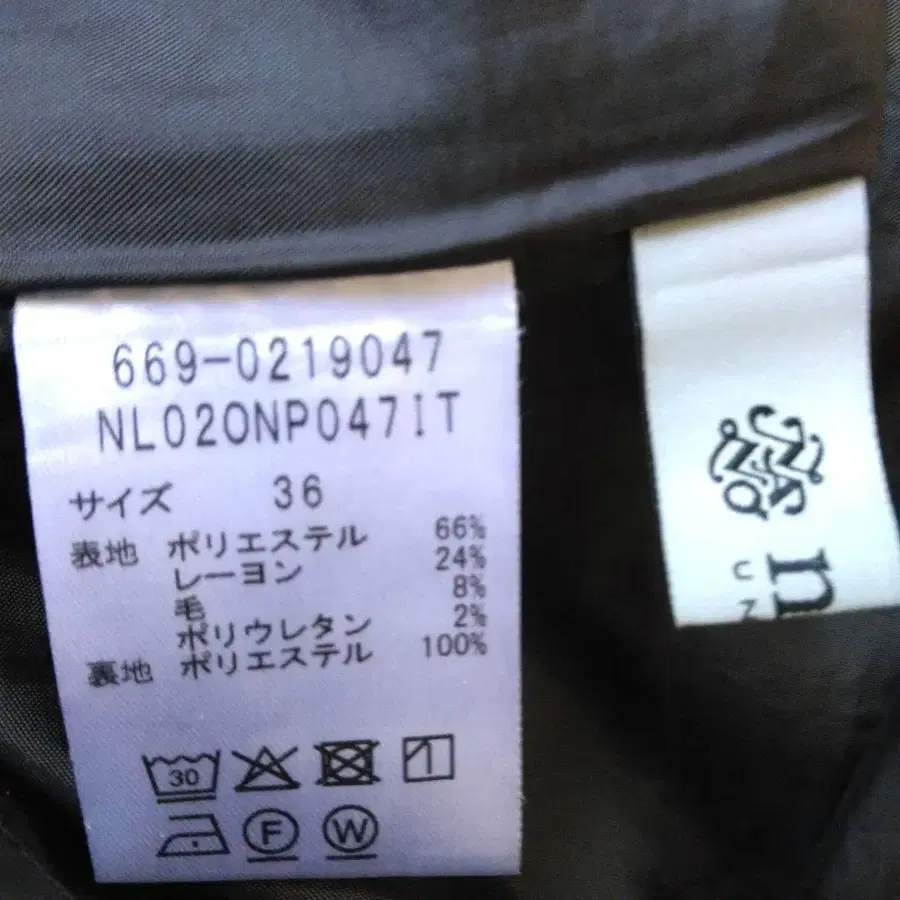 669-0219047
NL020NP047IT
サイズ 36
表地 ポリエステル 66%
レーヨン 24%
毛 8%
ポリウレタン 2%
裏地 ポリエステル 100%
30
F W
n